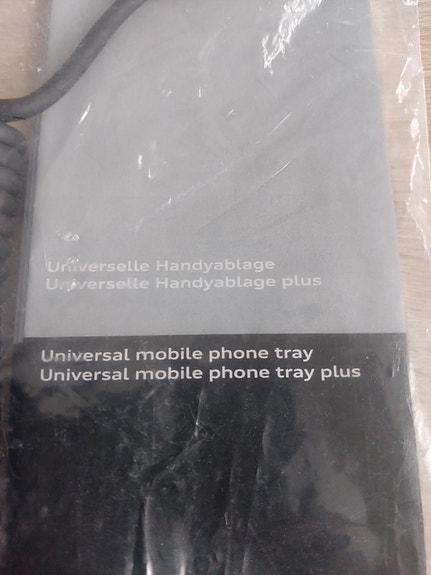 Universelle Handyablage
Universelle Handyablage plus
Universal mobile phone tray
Universal mobile phone tray plus